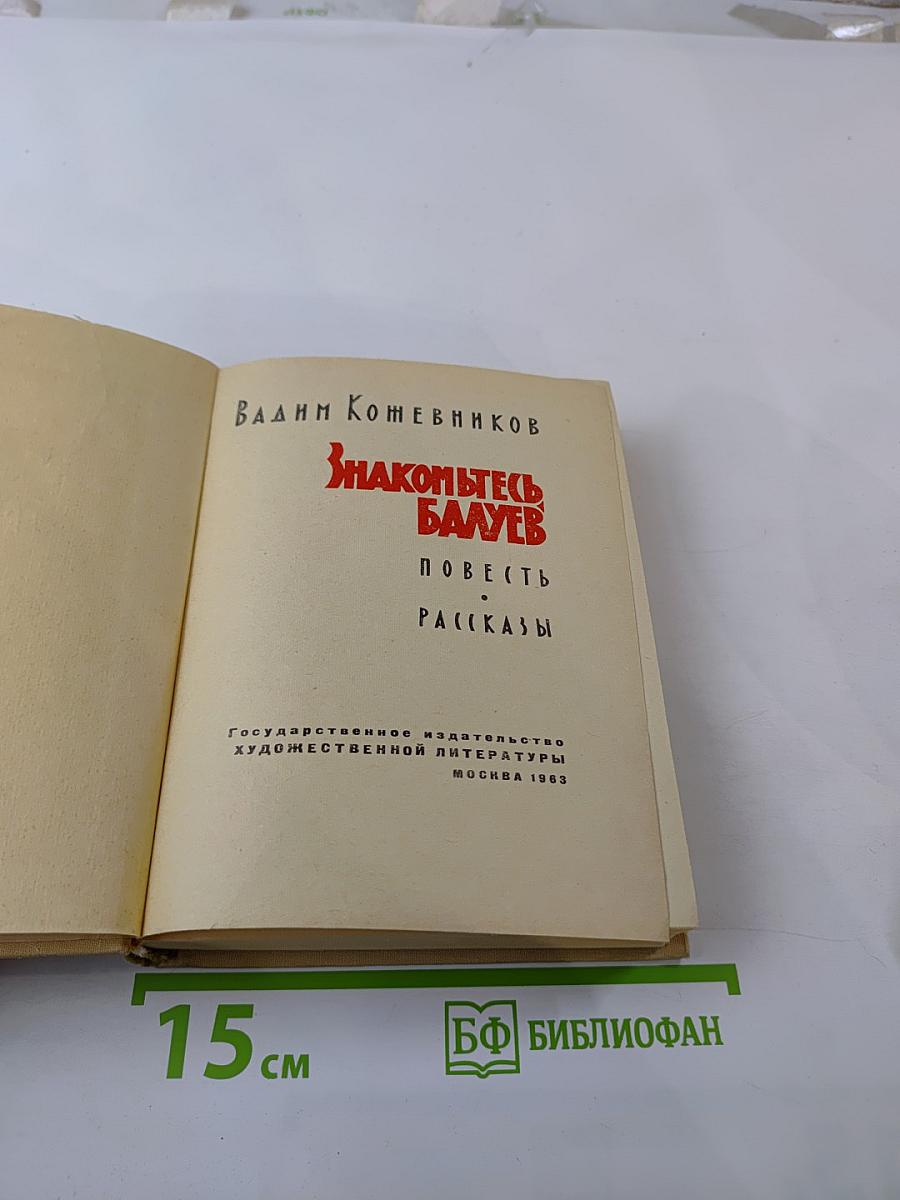 Вадим Кожевников
Знакомьтесь
Балуев
ПОВЕСТЬ
•
РАССКАЗЫ
Государственное издательство
ХУДОЖЕСТВЕННОЙ ЛИТЕРАТУРЫ
МОСКВА 1963
15 см
БФ БИБЛИОФАН